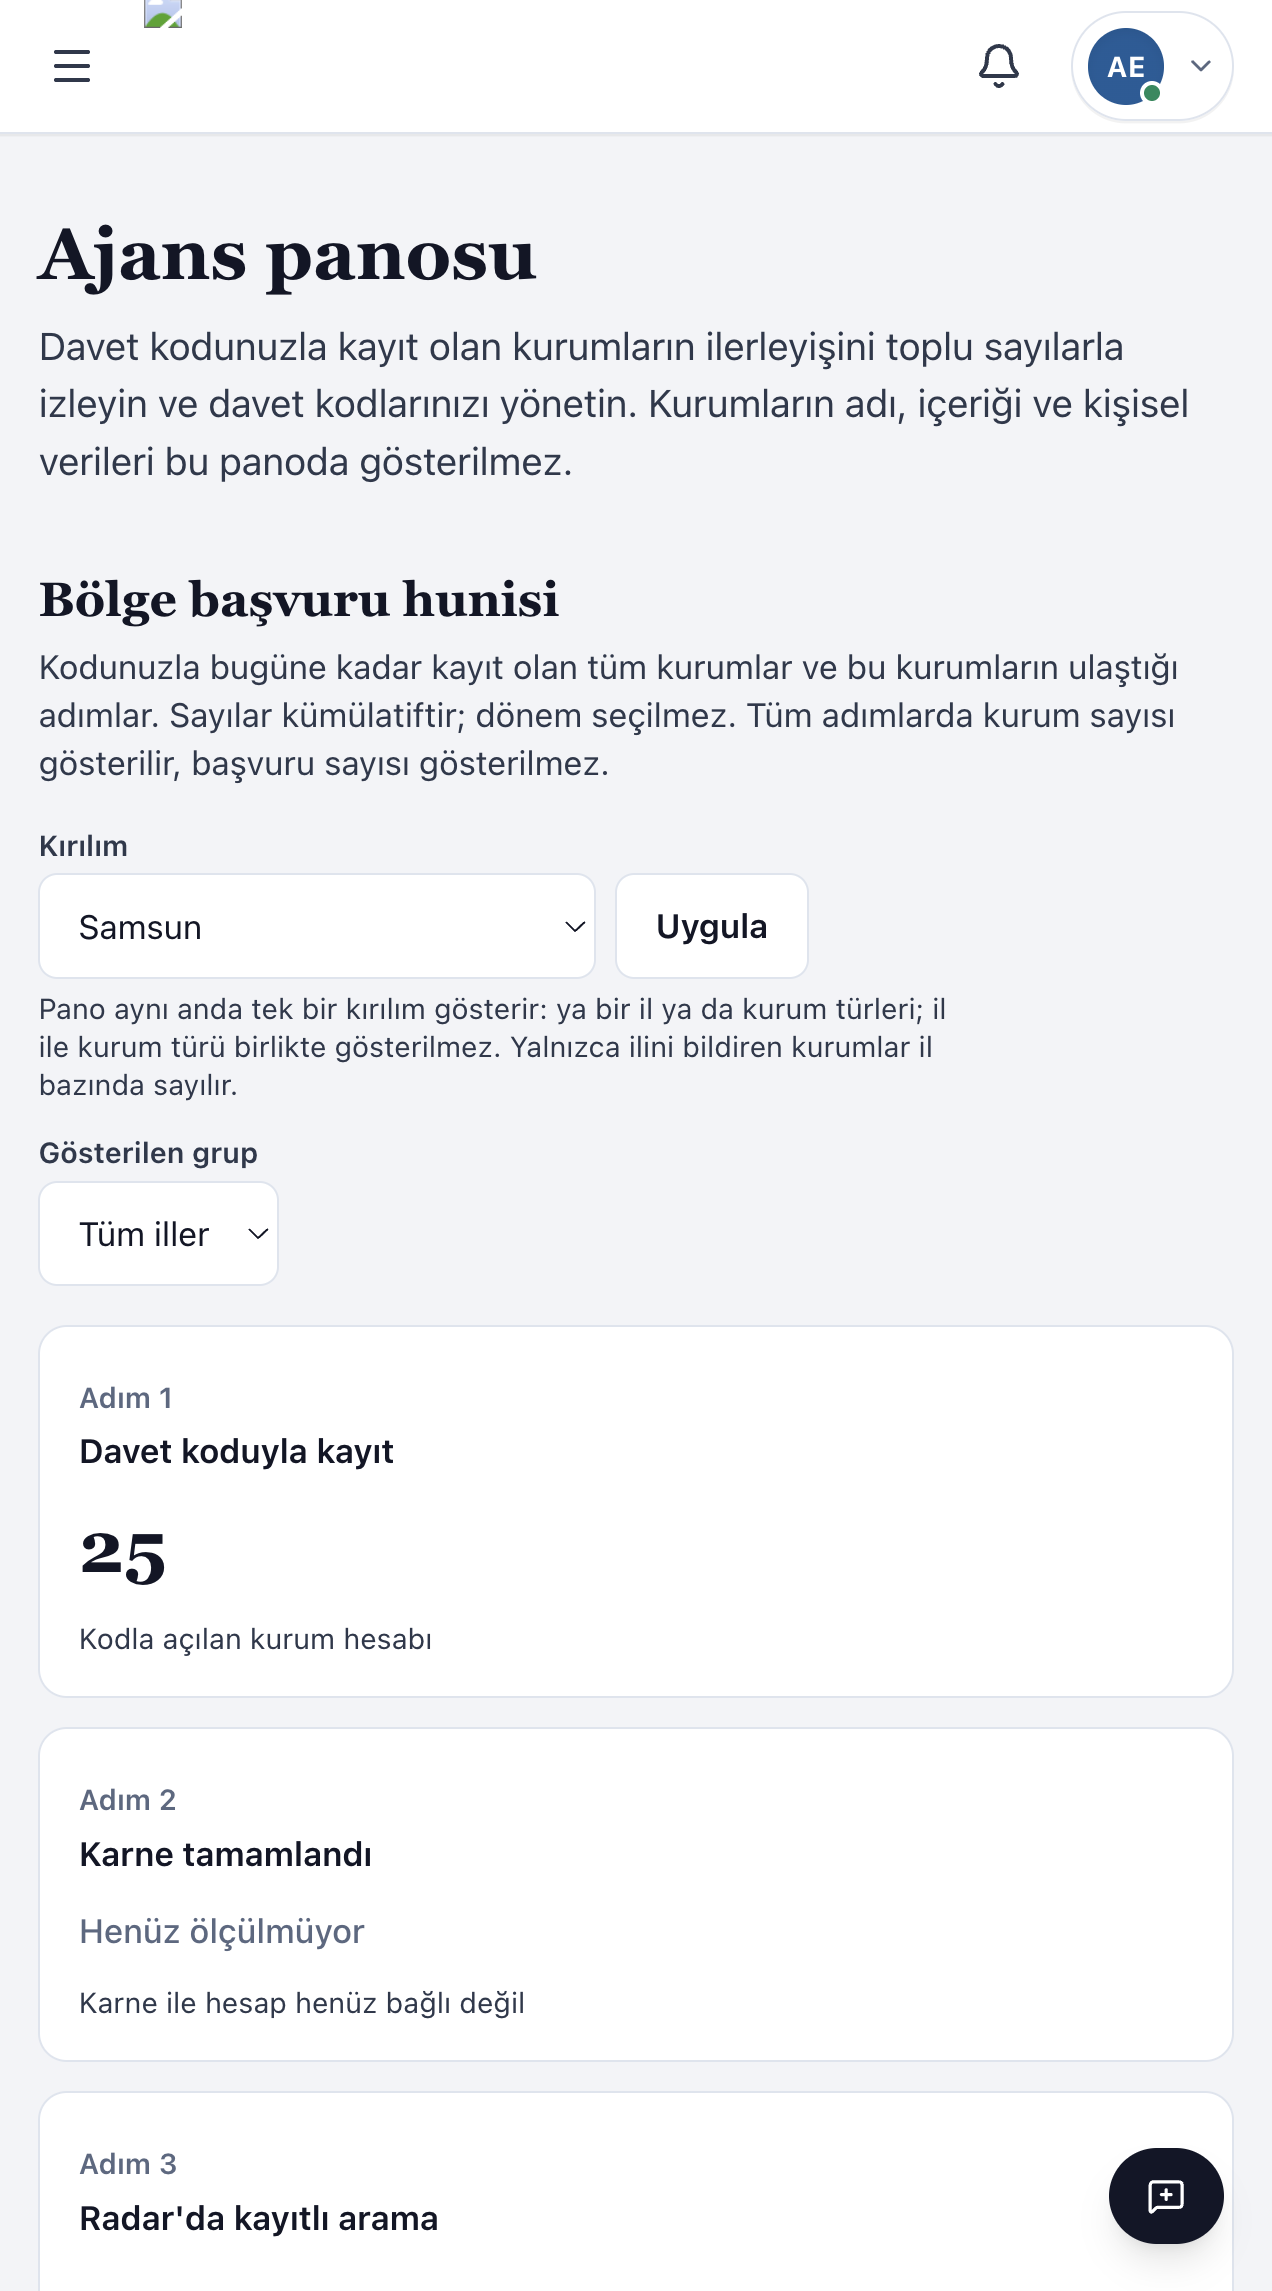 AE
Ajans panosu
Davet kodunuzla kayıt olan kurumların ilerleyişini toplu sayılarla
izleyin ve davet kodlarınızı yönetin. Kurumların adı, içeriği ve kişisel
verileri bu panoda gösterilmez.
Bölge başvuru hunisi
Kodunuzla bugüne kadar kayıt olan tüm kurumlar ve bu kurumların ulaştığı
adımlar. Sayılar kümülatiftir; dönem seçilmez. Tüm adımlarda kurum sayısı
gösterilir, başvuru sayısı gösterilmez.
Kırılım
Samsun
Uygula
Pano aynı anda tek bir kırılım gösterir: ya bir il ya da kurum türleri; il
ile kurum türü birlikte gösterilmez. Yalnızca ilini bildiren kurumlar il
bazında sayılır.
Gösterilen grup
Tüm iller
Adım 1
Davet koduyla kayıt
25
Kodla açılan kurum hesabı
Adım 2
Karne tamamlandı
Henüz ölçülmüyor
Karne ile hesap henüz bağlı değil
Adım 3
Radar'da kayıtlı arama